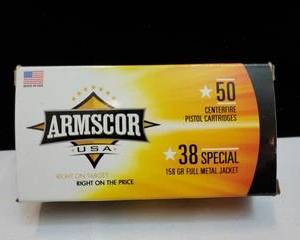 ARMSCOR
USA
RIGHT ON TARGET
RIGHT ON THE PRICE
50
CENTERFIRE
PISTOL CARTRIDGES
38 SPECIAL
158 GR FULL METAL JACKET